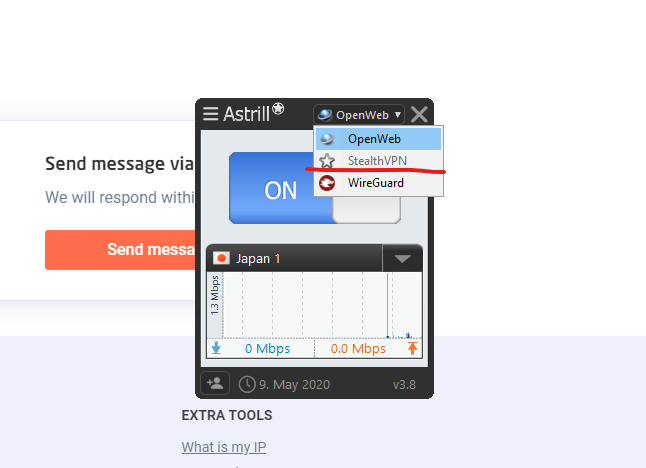 Astrill
OpenWeb
OpenWeb
StealthVPN
WireGuard
Send message via
We will respond within
Send messa
ON
Japan 1
1.3 Mbps
0 Mbps
0.0 Mbps
9. May 2020
v3.8
EXTRA TOOLS
What is my IP